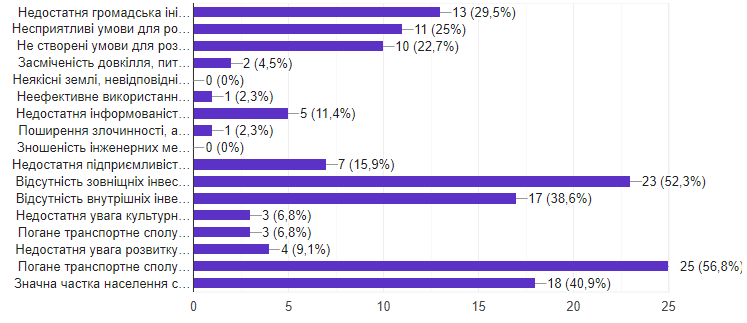 Недостатня громадська іні… 13 (29,5%)
Несприятливі умови для ро… 11 (25%)
Не створені умови для роз… 10 (22,7%)
Засміченість довкілля, пит… 2 (4,5%)
Неякісні землі, невідповідні… 0 (0%)
Неефективне використанн… 1 (2,3%)
Недостатня інформованіст… 5 (11,4%)
Поширення злочинності, а… 1 (2,3%)
Зношеність інженерних ме… 0 (0%)
Недостатня підприємливіст… 7 (15,9%)
Відсутність зовніщніх інвес… 23 (52,3%)
Відсутність внутрішніх інве… 17 (38,6%)
Недостатня увага культурн… 3 (6,8%)
Погане транспортне сполу… 3 (6,8%)
Недостатня увага розвитку… 4 (9,1%)
Погане транспортне сполу… 25 (56,8%)
Значна частка населення с… 18 (40,9%)
0 5 10 15 20 25